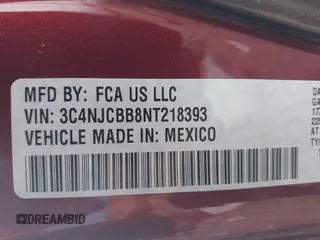 MFD BY: FCA US LLC
VIN: 3C4NJCBB8NT218393
VEHICLE MADE IN: MEXICO
DREAMBID